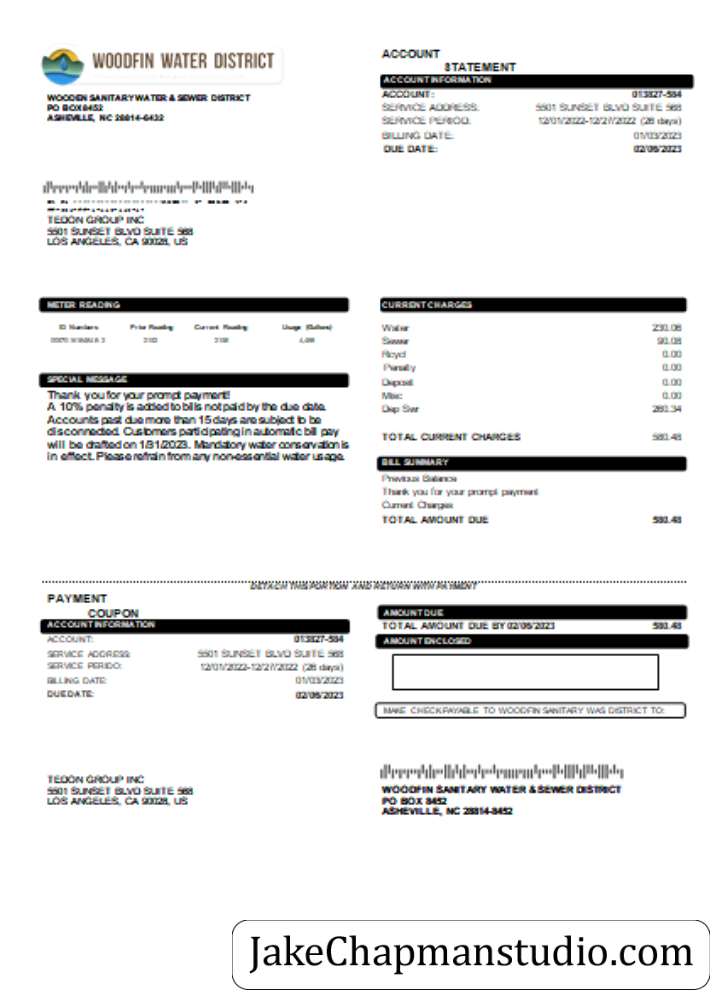 WOODFIN WATER DISTRICT
WOODEN SANITARY WATER & SEWER DISTRICT
PO BOX 8452
ASHEVILLE, NC 28814-6432
ACCOUNT
STATEMENT
ACCOUNT INFORMATION
ACCOUNT: 013827-584
SERVICE ADDRESS: 5501 SUNSET BLVD SUITE 568
SERVICE PERIOD: 12/01/2022-12/27/2022 (26 days)
BILLING DATE: 01/03/2023
DUE DATE: 02/06/2023
TEDON GROUP INC
5501 SUNSET BLVD SUITE 568
LOS ANGELES, CA 90028, US
METER READING
ID Numbers Prior Reading Current Reading Usage (Gallons)
SPECIAL MESSAGE
Thank you for your prompt payment!
A 10% penalty is added to bills not paid by the due date.
Accounts past due more than 15 days are subject to be
disconnected. Customers participating in automatic bill pay
will be drafted on 1/31/2023. Mandatory water conservation is
in effect. Please refrain from any non-essential water usage.
CURRENT CHARGES
Water 230.06
Sewer 90.08
Rcycl 0.00
Penalty 0.00
Deposit 0.00
Misc 0.00
Dep Swr 260.34
TOTAL CURRENT CHARGES 580.48
BILL SUMMARY
Previous Balance
Thank you for your prompt payment
Current Charges
TOTAL AMOUNT DUE 580.48
DETACH THIS PORTION AND RETURN WITH PAYMENT
PAYMENT
COUPON
ACCOUNT INFORMATION
ACCOUNT: 013827-584
SERVICE ADDRESS: 5501 SUNSET BLVD SUITE 568
SERVICE PERIOD: 12/01/2022-12/27/2022 (26 days)
BILLING DATE: 01/03/2023
DUE DATE: 02/06/2023
AMOUNT DUE
TOTAL AMOUNT DUE BY 02/06/2023 580.48
AMOUNT ENCLOSED
MAKE CHECK PAYABLE TO WOODFIN SANITARY WAS DISTRICT TO:
TEDON GROUP INC
5501 SUNSET BLVD SUITE 568
LOS ANGELES, CA 90028, US
WOODFIN SANITARY WATER & SEWER DISTRICT
PO BOX 8452
ASHEVILLE, NC 28814-8452
JakeChapmanstudio.com